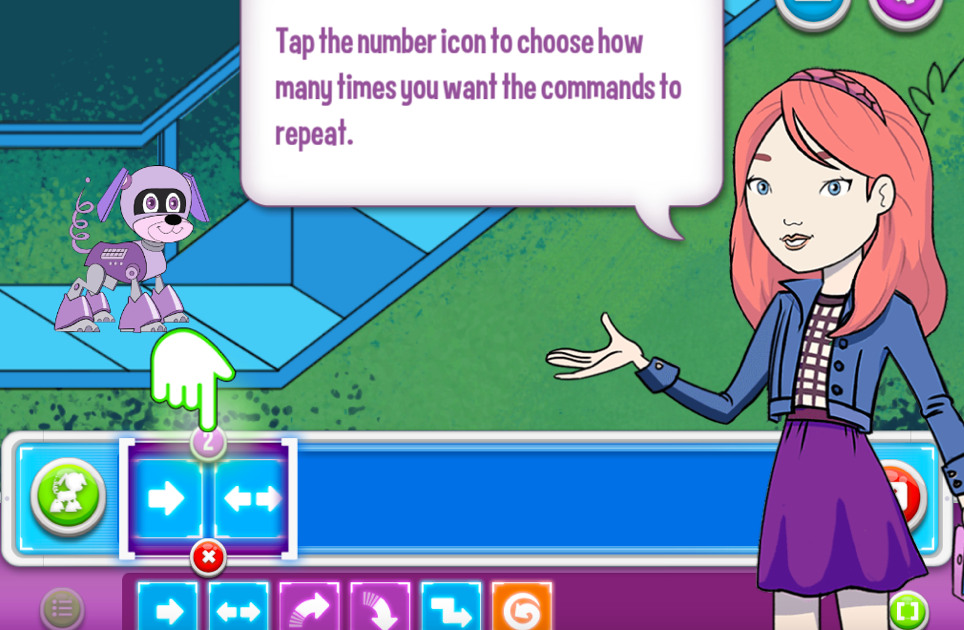 Tap the number icon to choose how
many times you want the commands to
repeat.
2